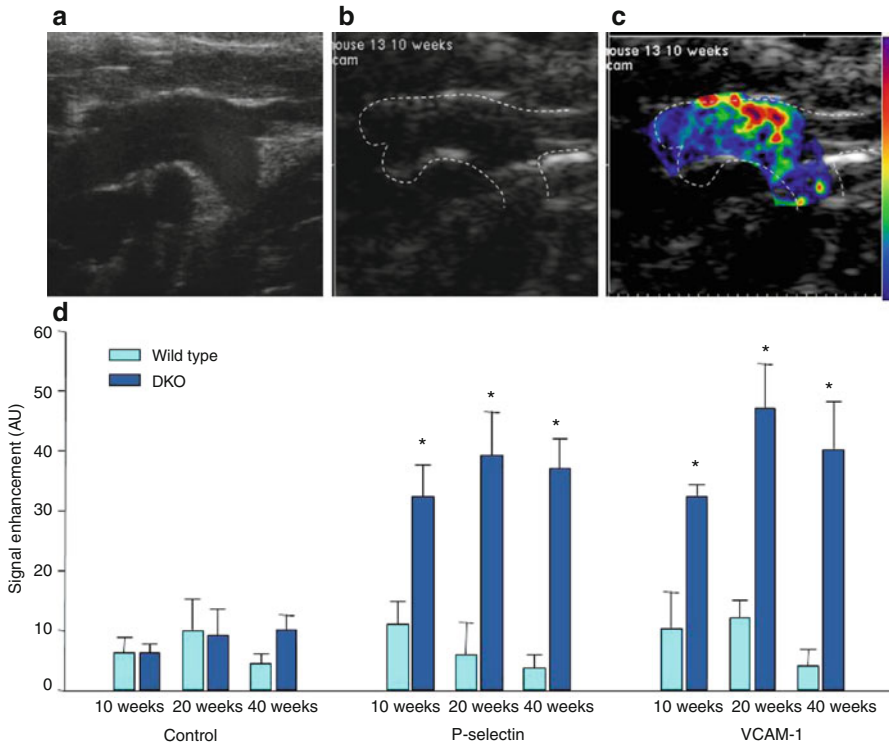 a
b
c
ouse 13 10 weeks
cam
ouse 13 10 weeks
cam
d
60
50
40
30
20
10
0
Signal enhancement (AU)
Wild type
DKO
*
*
*
*
*
*
10 weeks 20 weeks 40 weeks
10 weeks 20 weeks 40 weeks
10 weeks 20 weeks 40 weeks
Control
P-selectin
VCAM-1